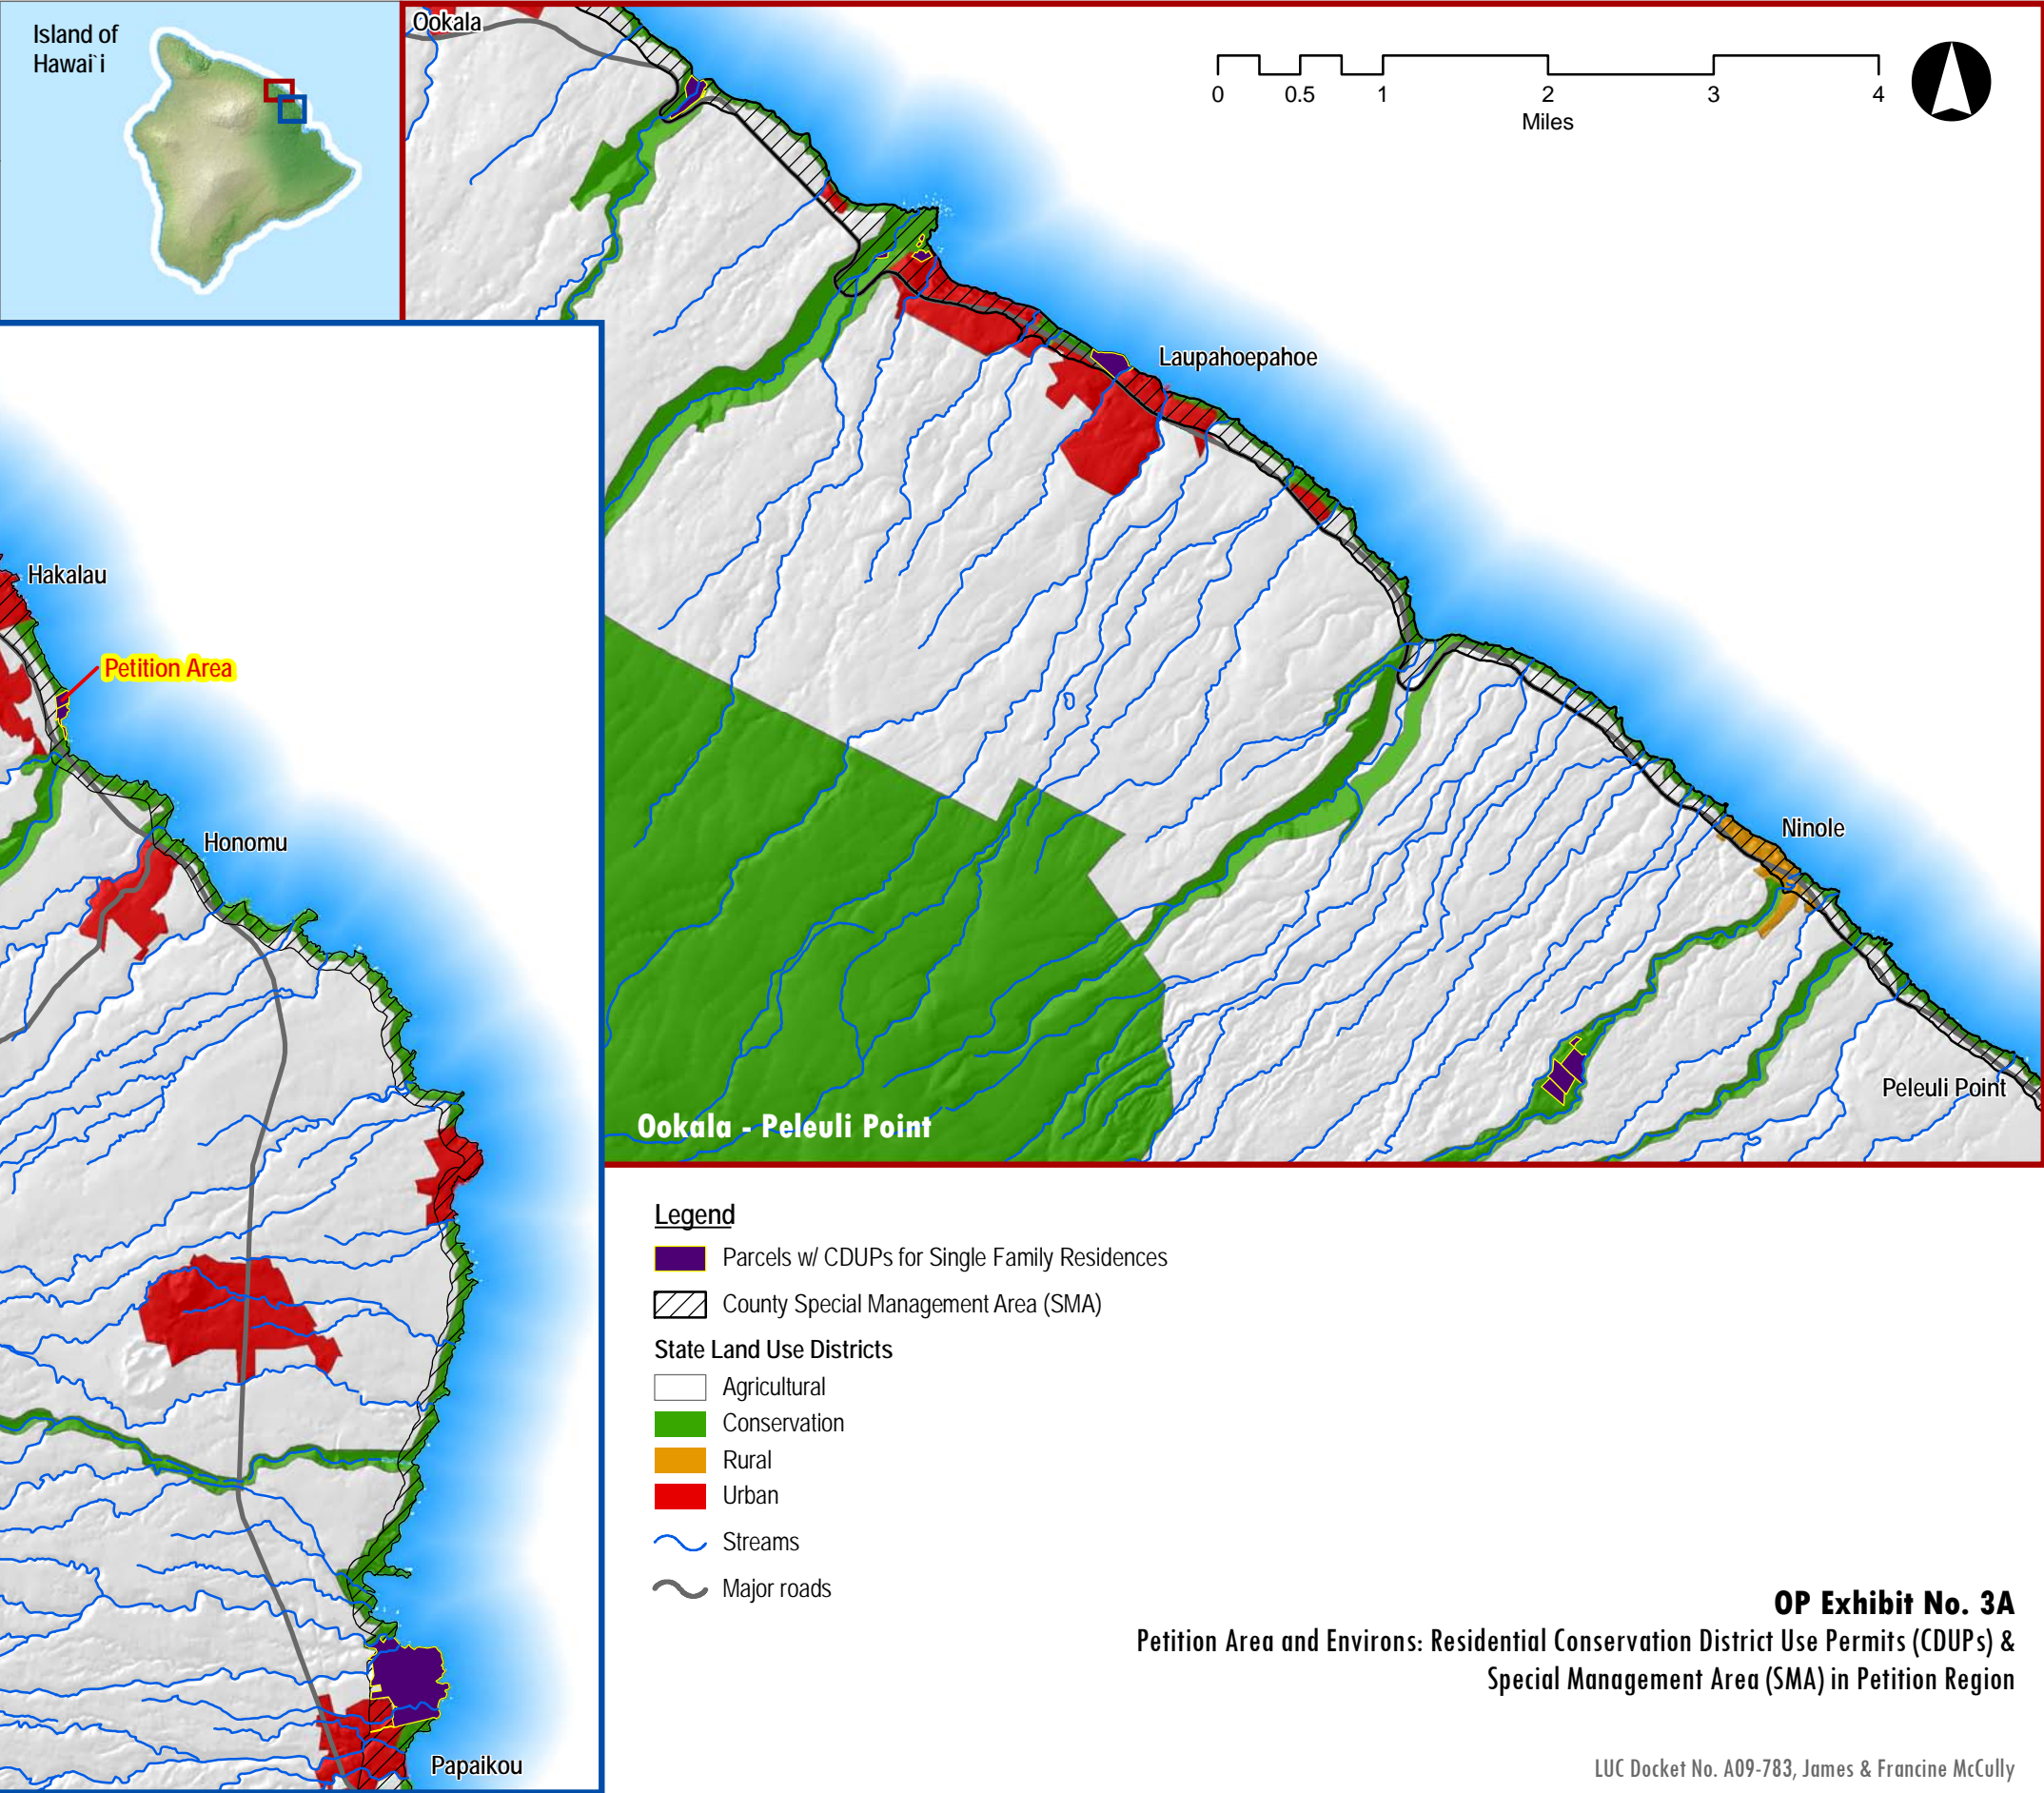 Island of
Hawai`i
Ookala
0 0.5 1 2 3 4
Miles
Laupahoepahoe
Hakalau
Petition Area
Honomu
Ninole
Peleuli Point
Ookala - Peleuli Point
Papaikou
Legend
Parcels w/ CDUPs for Single Family Residences
County Special Management Area (SMA)
State Land Use Districts
Agricultural
Conservation
Rural
Urban
Streams
Major roads
OP Exhibit No. 3A
Petition Area and Environs: Residential Conservation District Use Permits (CDUPs) &
Special Management Area (SMA) in Petition Region
LUC Docket No. A09-783, James & Francine McCully